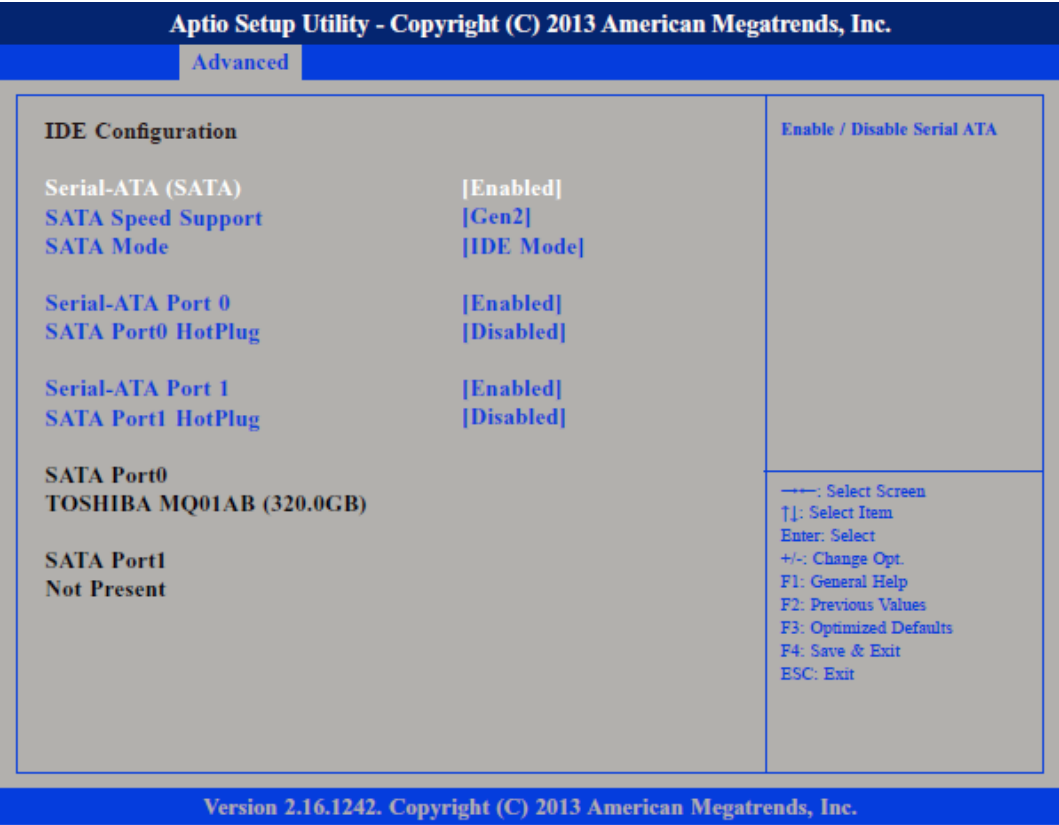 Aptio Setup Utility - Copyright (C) 2013 American Megatrends, Inc.
Advanced
IDE Configuration
Serial-ATA (SATA) [Enabled]
SATA Speed Support [Gen2]
SATA Mode [IDE Mode]
Serial-ATA Port 0 [Enabled]
SATA Port0 HotPlug [Disabled]
Serial-ATA Port 1 [Enabled]
SATA Port1 HotPlug [Disabled]
SATA Port0
TOSHIBA MQ01AB (320.0GB)
SATA Port1
Not Present
Enable / Disable Serial ATA
→←: Select Screen
↑↓: Select Item
Enter: Select
+/-: Change Opt.
F1: General Help
F2: Previous Values
F3: Optimized Defaults
F4: Save & Exit
ESC: Exit
Version 2.16.1242. Copyright (C) 2013 American Megatrends, Inc.